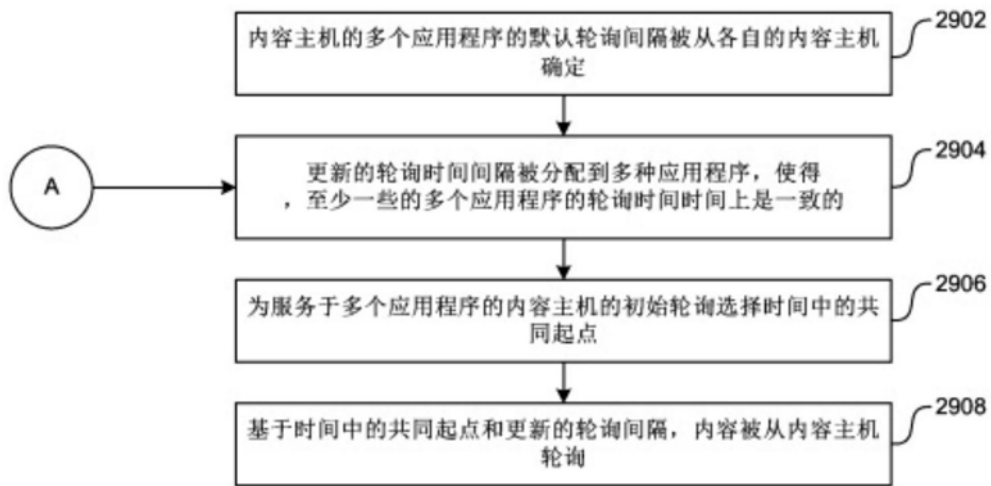 内容主机的多个应用程序的默认轮询间隔被从各自的内容主机
确定
2902
A
更新的轮询时间间隔被分配到多种应用程序，使得
，至少一些的多个应用程序的轮询时间时间上是一致的
2904
为服务于多个应用程序的内容主机的初始轮询选择时间中的共
同起点
2906
基于时间中的共同起点和更新的轮询间隔，内容被从内容主机
轮询
2908